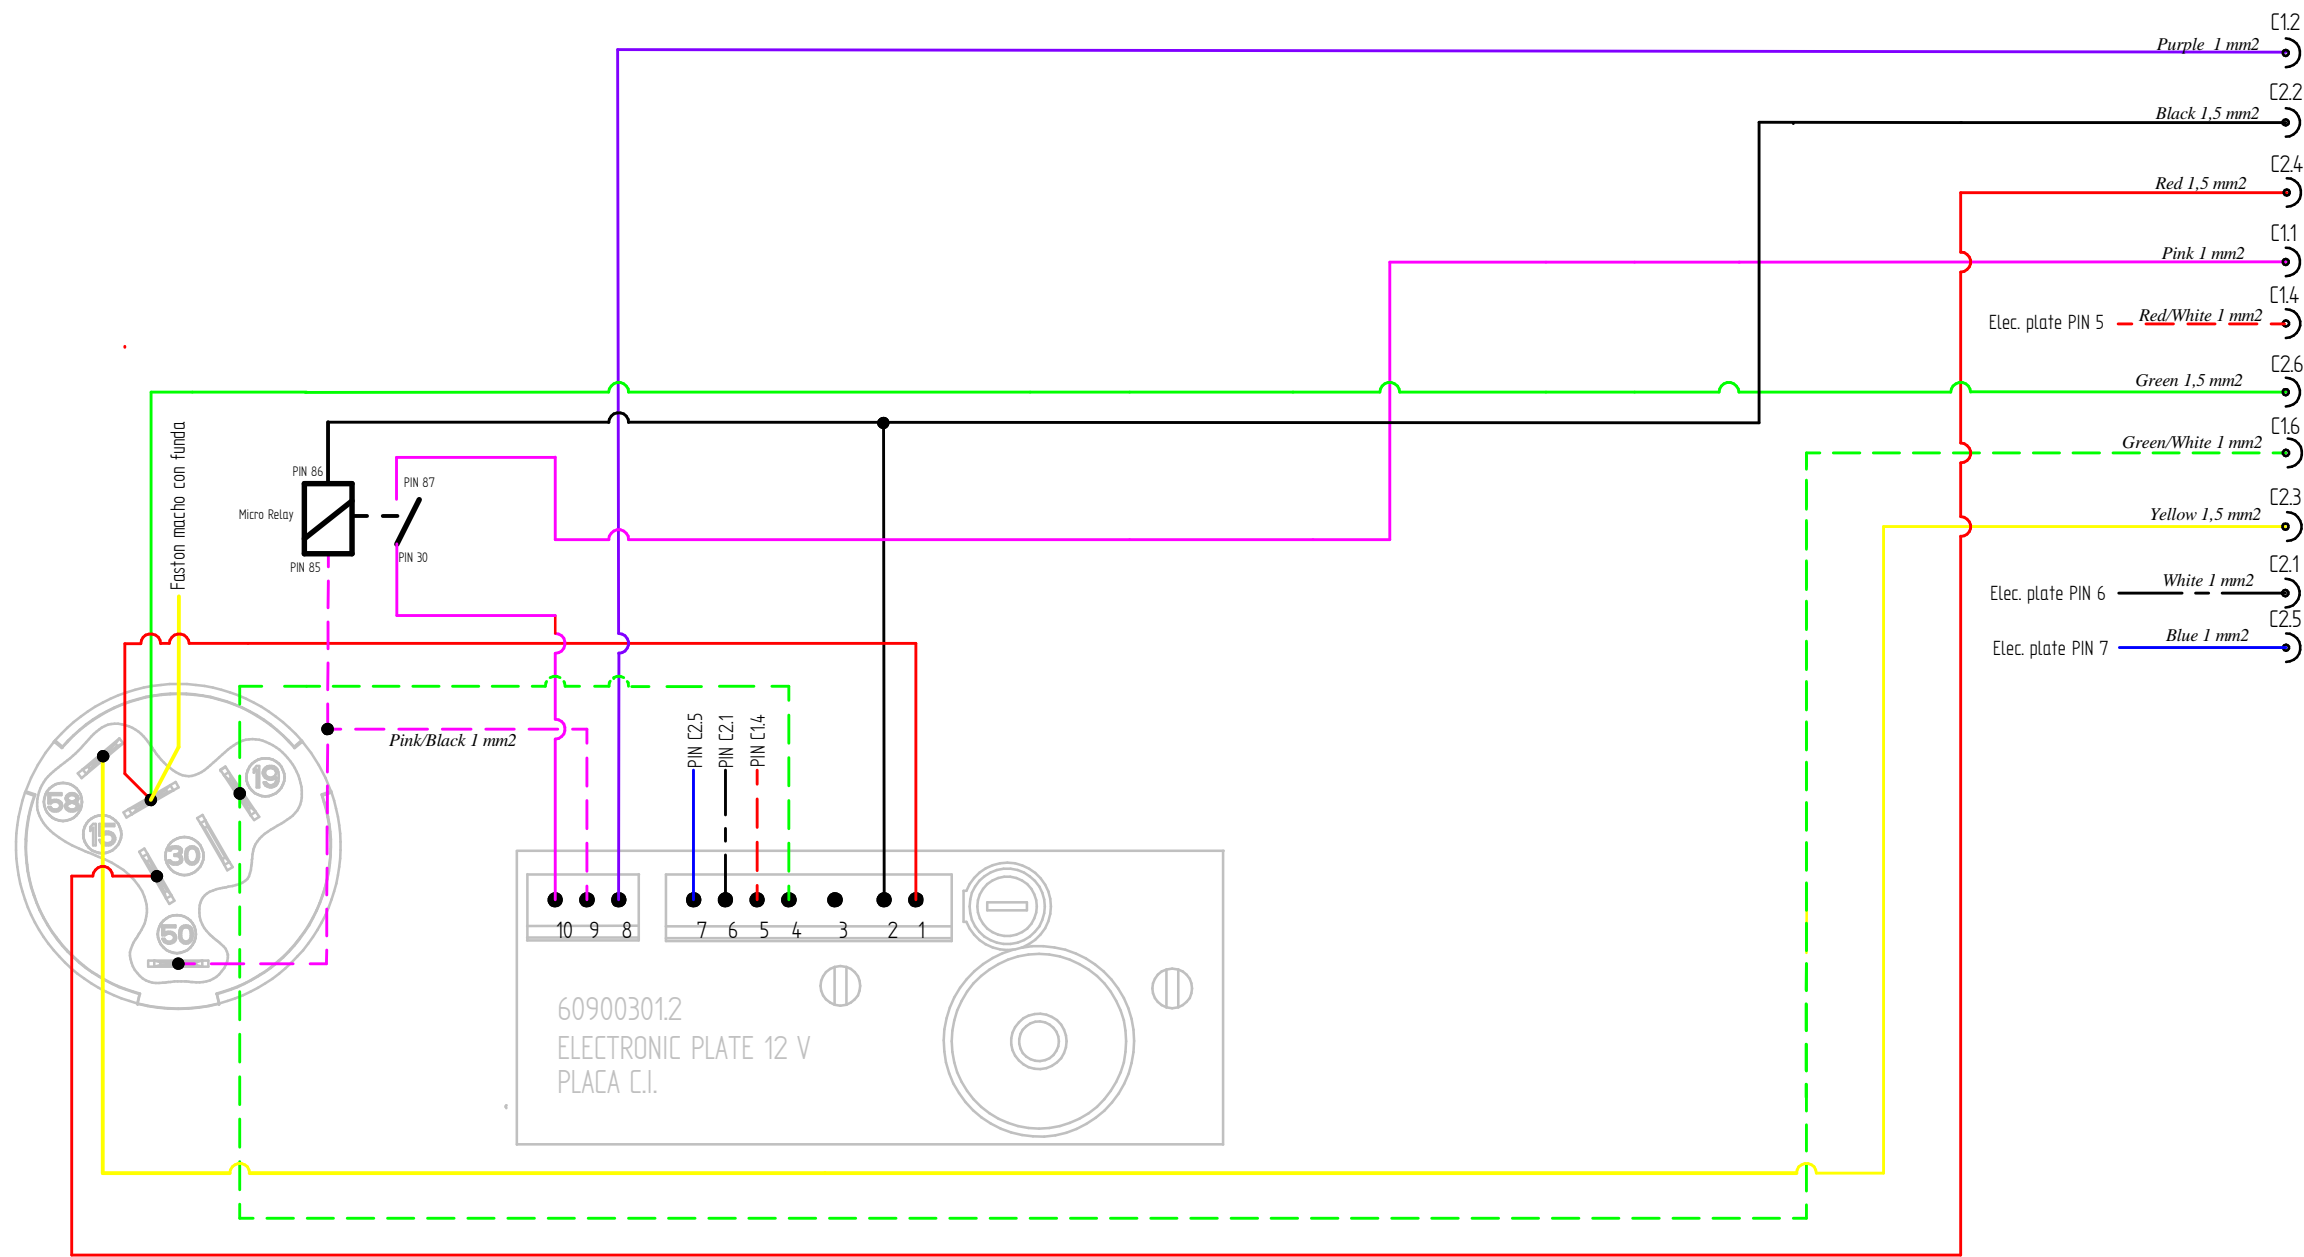 C1.2
Purple 1 mm2
C2.2
Black 1,5 mm2
C2.4
Red 1,5 mm2
C1.1
Pink 1 mm2
C1.4
Elec. plate PIN 5
Red/White 1 mm2
C2.6
Green 1,5 mm2
C1.6
Green/White 1 mm2
C2.3
Yellow 1,5 mm2
C2.1
Elec. plate PIN 6
White 1 mm2
C2.5
Elec. plate PIN 7
Blue 1 mm2
Faston macho con funda
PIN 86
PIN 87
Micro Relay
PIN 30
PIN 85
Pink/Black 1 mm2
PIN C2.5
PIN C2.1
PIN C1.4
58
19
15
30
50
10 9 8
7 6 5 4 3 2 1
60900301.2
ELECTRONIC PLATE 12 V
PLACA C.I.